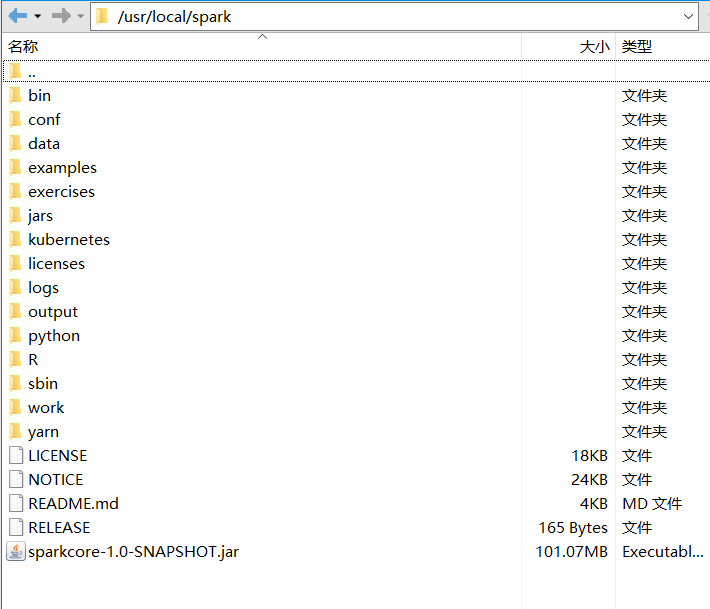 /usr/local/spark
名称 大小 类型
..
bin 文件夹
conf 文件夹
data 文件夹
examples 文件夹
exercises 文件夹
jars 文件夹
kubernetes 文件夹
licenses 文件夹
logs 文件夹
output 文件夹
python 文件夹
R 文件夹
sbin 文件夹
work 文件夹
yarn 文件夹
LICENSE 18KB 文件
NOTICE 24KB 文件
README.md 4KB MD 文件
RELEASE 165 Bytes 文件
sparkcore-1.0-SNAPSHOT.jar 101.07MB Executabl...